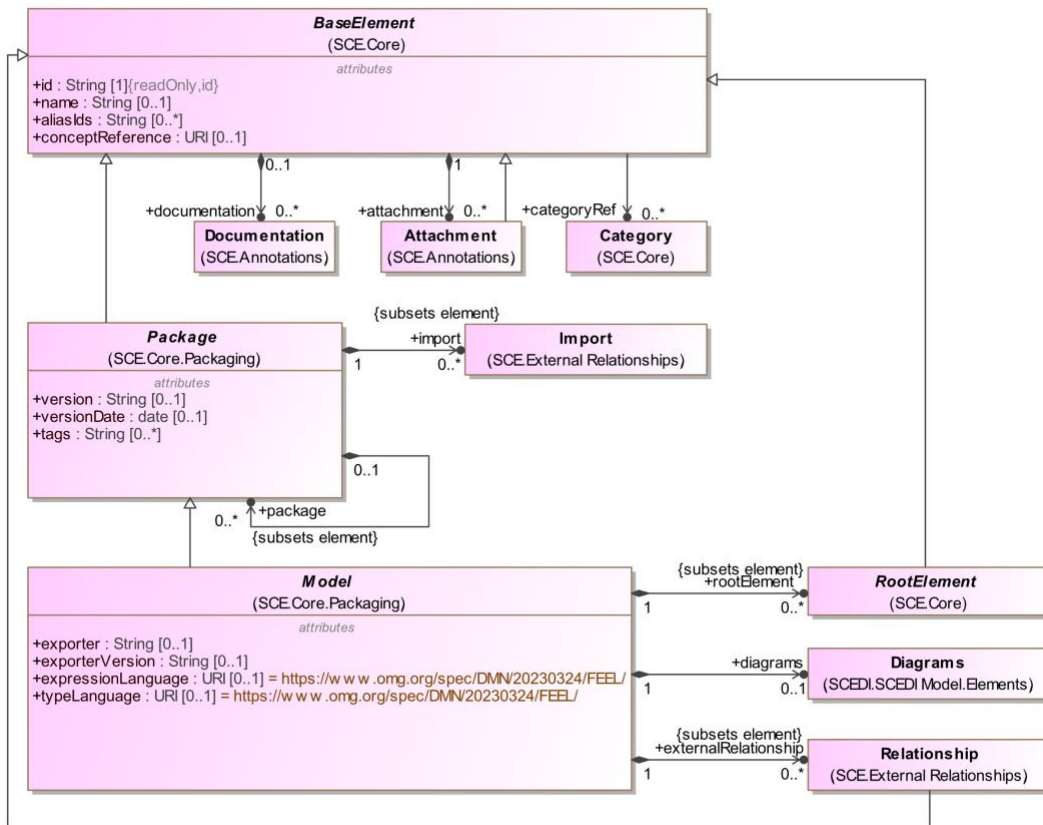 BaseElement
(SCE.Core)
attributes
+id : String [1]{readOnly,id}
+name : String [0..1]
+aliasIds : String [0..*]
+conceptReference : URI [0..1]
0..1
1
+documentation
0..*
+attachment
0..*
+categoryRef
0..*
Documentation
(SCE.Annotations)
Attachment
(SCE.Annotations)
Category
(SCE.Core)
{subsets element}
Package
(SCE.Core.Packaging)
+import
1
0..*
Import
(SCE.External Relationships)
attributes
+version : String [0..1]
+versionDate : date [0..1]
+tags : String [0..*]
0..1
0..*
+package
{subsets element}
Model
(SCE.Core.Packaging)
{subsets element}
+rootElement
1
0..*
RootElement
(SCE.Core)
attributes
+exporter : String [0..1]
+exporterVersion : String [0..1]
+expressionLanguage : URI [0..1] = https://www.omg.org/spec/DMN/20230324/FEEL/
+typeLanguage : URI [0..1] = https://www.omg.org/spec/DMN/20230324/FEEL/
+diagrams
1
0..1
Diagrams
(SCEDI.SCEDI Model.Elements)
{subsets element}
+externalRelationship
1
0..*
Relationship
(SCE.External Relationships)